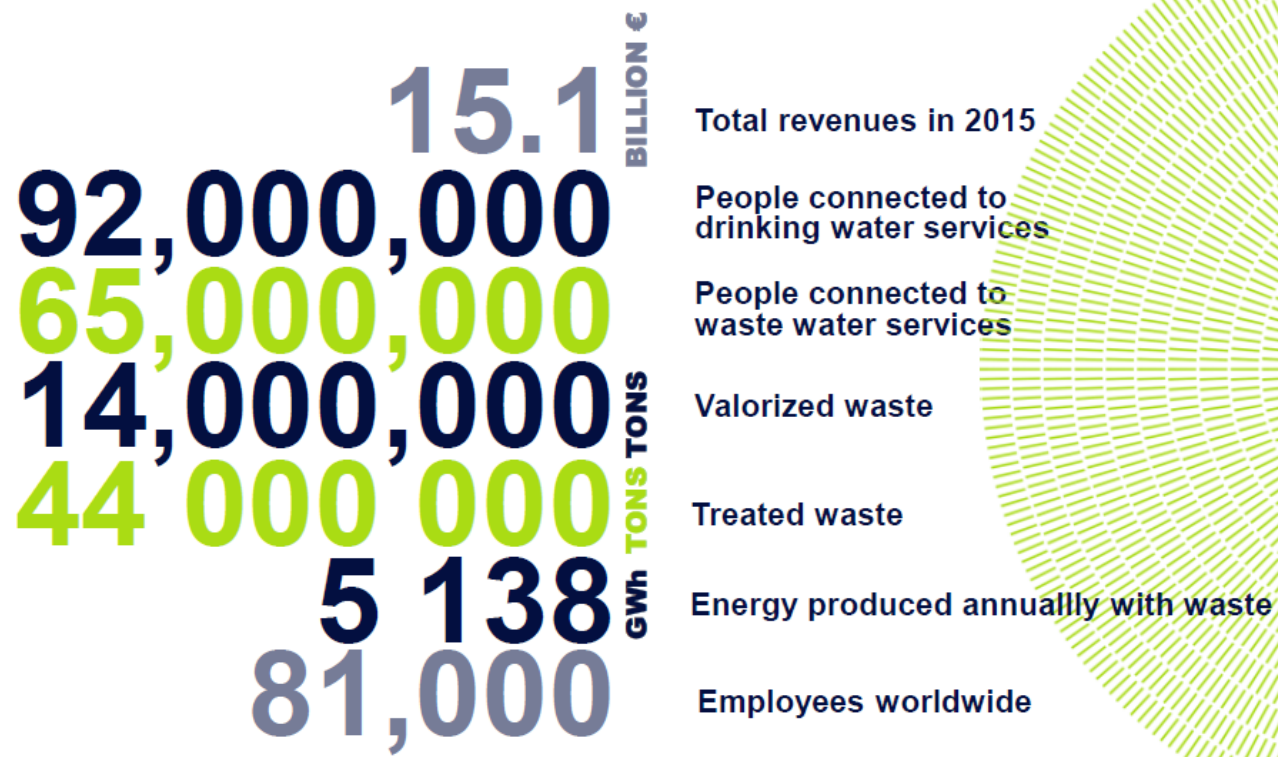 15.1 BILLION €
Total revenues in 2015
92,000,000
People connected to
drinking water services
65,000,000
People connected to
waste water services
14,000,000 TONS
Valorized waste
44 000 000 TONS
Treated waste
5 138 GWh
Energy produced annuallly with waste
81,000
Employees worldwide